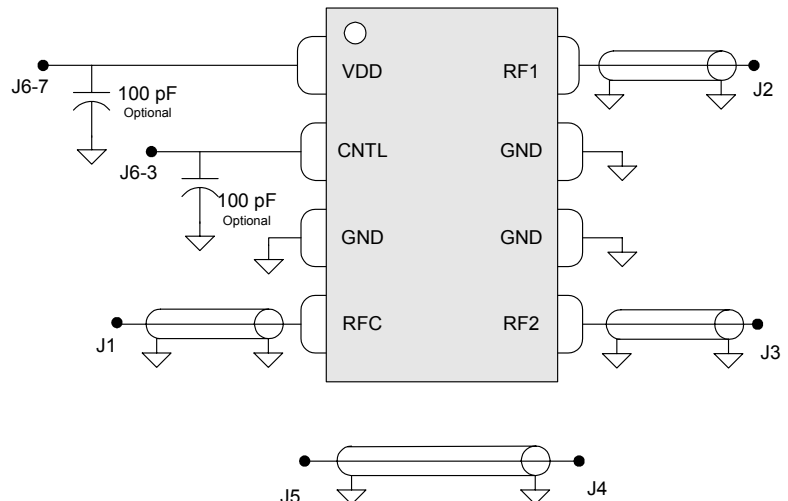 VDD
RF1
J6-7
100 pF
Optional
J2
CNTL
GND
J6-3
100 pF
Optional
GND
GND
RFC
RF2
J1
J3
J5
J4